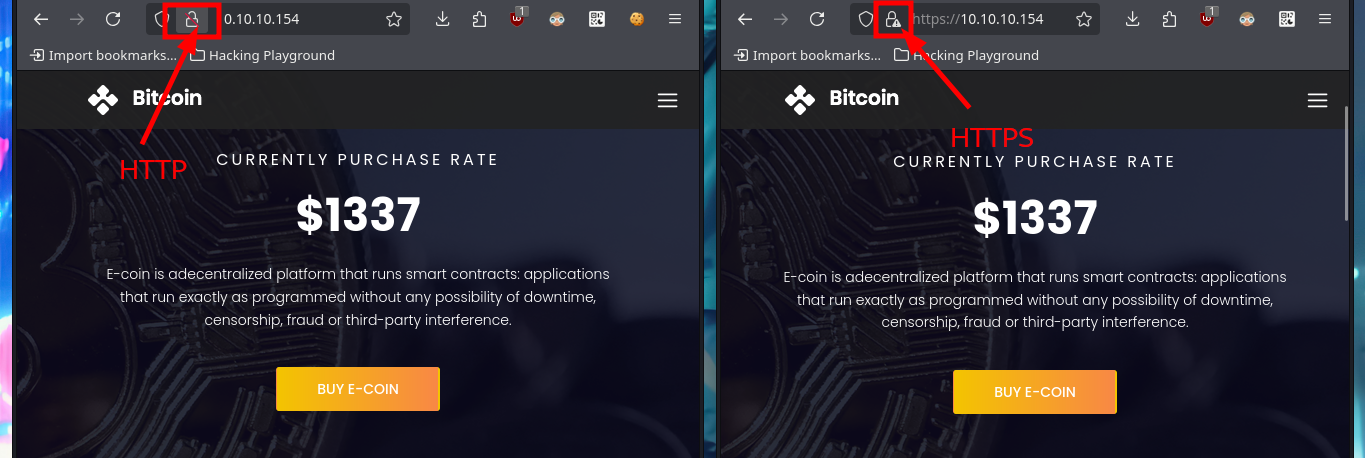 0.10.10.154
1
Import bookmarks...
Hacking Playground
Bitcoin
HTTP
CURRENTLY PURCHASE RATE
$1337
E-coin is adecentralized platform that runs smart contracts: applications
that run exactly as programmed without any possibility of downtime,
censorship, fraud or third-party interference.
BUY E-COIN
https://10.10.10.154
1
Import bookmarks...
Hacking Playground
Bitcoin
HTTPS
CURRENTLY PURCHASE RATE
$1337
E-coin is adecentralized platform that runs smart contracts: applications
that run exactly as programmed without any possibility of downtime,
censorship, fraud or third-party interference.
BUY E-COIN